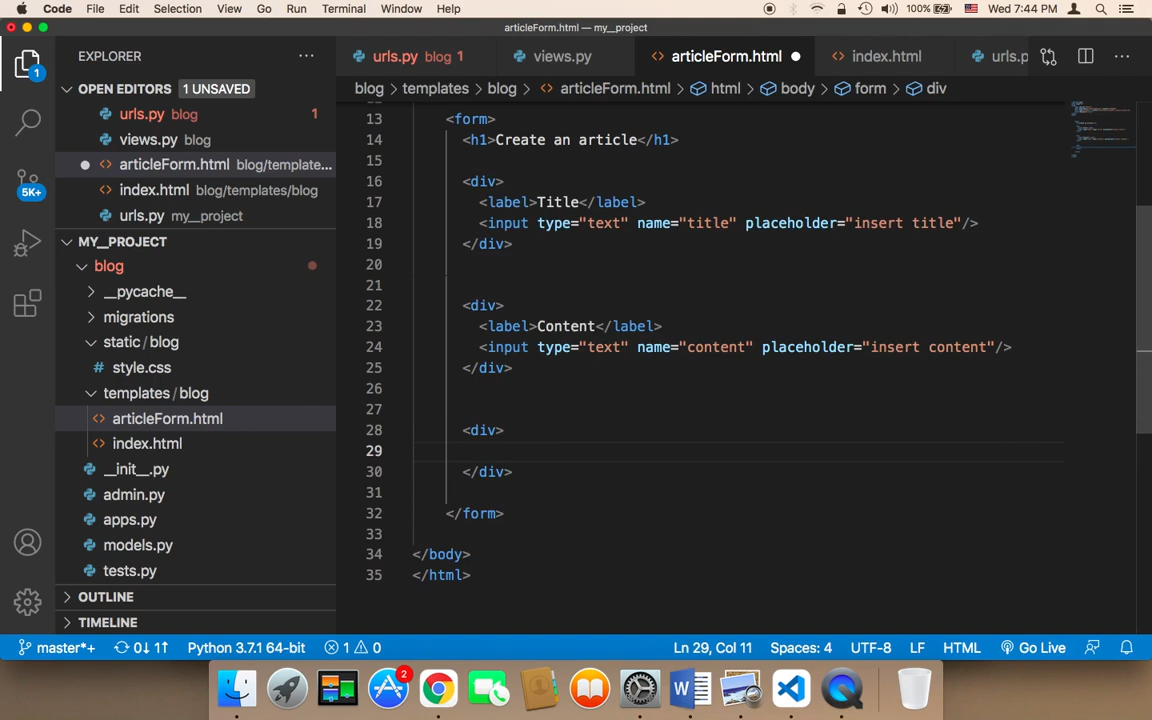 Code File Edit Selection View Go Run Terminal Window Help 100% Wed 7:44 PM
articleForm.html — my__project
EXPLORER
urls.py blog 1 views.py articleForm.html index.html urls.p
1
OPEN EDITORS 1 UNSAVED
blog > templates > blog > articleForm.html > html > body > form > div
urls.py blog 1
views.py blog
articleForm.html blog/template...
index.html blog/templates/blog
urls.py my__project
5K+
MY__PROJECT
blog
__pycache__
migrations
static / blog
style.css
templates / blog
articleForm.html
index.html
__init__.py
admin.py
apps.py
models.py
tests.py
OUTLINE
TIMELINE
13 <form>
14 <h1>Create an article</h1>
15
16 <div>
17 <label>Title</label>
18 <input type="text" name="title" placeholder="insert title"/>
19 </div>
20
21
22 <div>
23 <label>Content</label>
24 <input type="text" name="content" placeholder="insert content"/>
25 </div>
26
27
28 <div>
29
30 </div>
31
32 </form>
33
34 </body>
35 </html>
master*+ 0↓ 1↑ Python 3.7.1 64-bit 1 0 Ln 29, Col 11 Spaces: 4 UTF-8 LF HTML Go Live
2